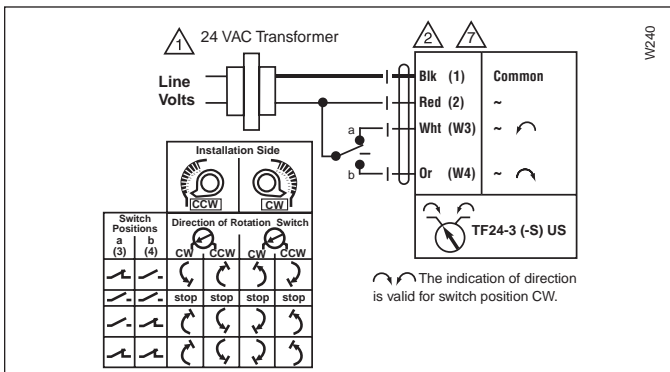 W240
1 24 VAC Transformer
Line
Volts
2 7
Blk (1) Common
Red (2) ~
a Wht (W3) ~
b Or (W4) ~
TF24-3 (-S) US
The indication of direction
is valid for switch position CW.
Installation Side
CCW CW
Switch
Positions
a b
(3) (4)
Direction of Rotation Switch
CW CCW CW CCW
stop stop stop stop